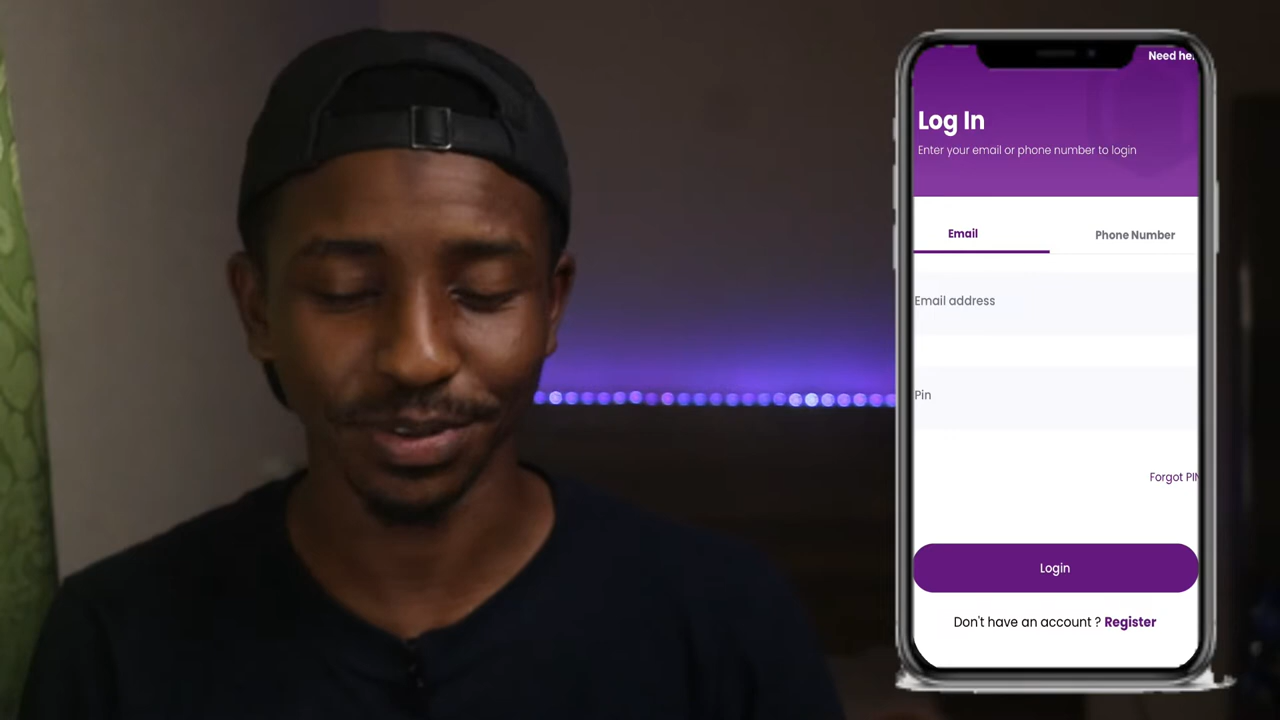 Need he
Log In
Enter your email or phone number to login
Email
Phone Number
Email address
Pin
Forgot PIN
Login
Don't have an account ? Register